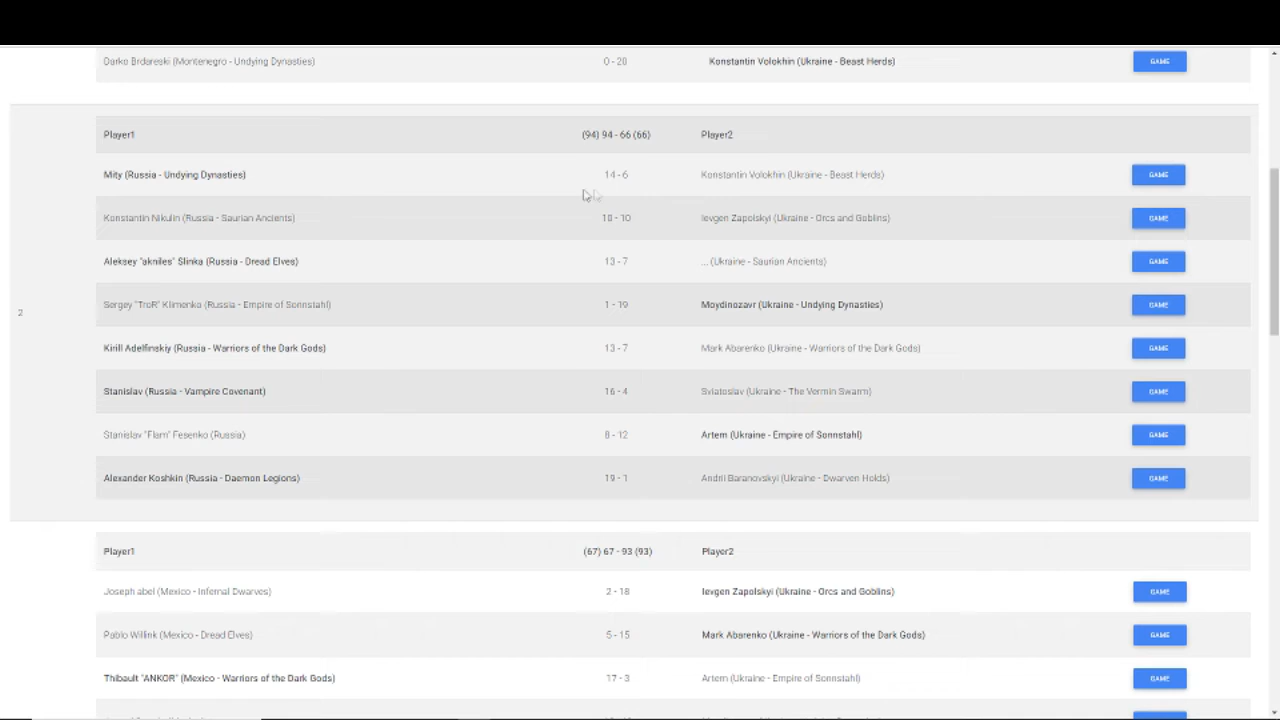 Darko Brdareski (Montenegro - Undying Dynasties) 0 - 20 Konstantin Volokhin (Ukraine - Beast Herds) GAME
Player1 (94) 94 - 66 (66) Player2
Mity (Russia - Undying Dynasties) 14 - 6 Konstantin Volokhin (Ukraine - Beast Herds) GAME
Konstantin Nikulin (Russia - Saurian Ancients) 10 - 10 Ievgen Zapolskyi (Ukraine - Orcs and Goblins) GAME
Aleksey "akniles" Slinka (Russia - Dread Elves) 13 - 7 ... (Ukraine - Saurian Ancients) GAME
Sergey "TroR" Klimenko (Russia - Empire of Sonnstahl) 1 - 19 Moydinozavr (Ukraine - Undying Dynasties) GAME
2
Kirill Adelfinskiy (Russia - Warriors of the Dark Gods) 13 - 7 Mark Abarenko (Ukraine - Warriors of the Dark Gods) GAME
Stanislav (Russia - Vampire Covenant) 16 - 4 Sviatoslav (Ukraine - The Vermin Swarm) GAME
Stanislav "Flam" Fesenko (Russia) 8 - 12 Artem (Ukraine - Empire of Sonnstahl) GAME
Alexander Koshkin (Russia - Daemon Legions) 19 - 1 Andrii Baranovskyi (Ukraine - Dwarven Holds) GAME
Player1 (67) 67 - 93 (93) Player2
Joseph abel (Mexico - Infernal Dwarves) 2 - 18 Ievgen Zapolskyi (Ukraine - Orcs and Goblins) GAME
Pablo Willink (Mexico - Dread Elves) 5 - 15 Mark Abarenko (Ukraine - Warriors of the Dark Gods) GAME
Thibault "ANKOR" (Mexico - Warriors of the Dark Gods) 17 - 3 Artem (Ukraine - Empire of Sonnstahl) GAME